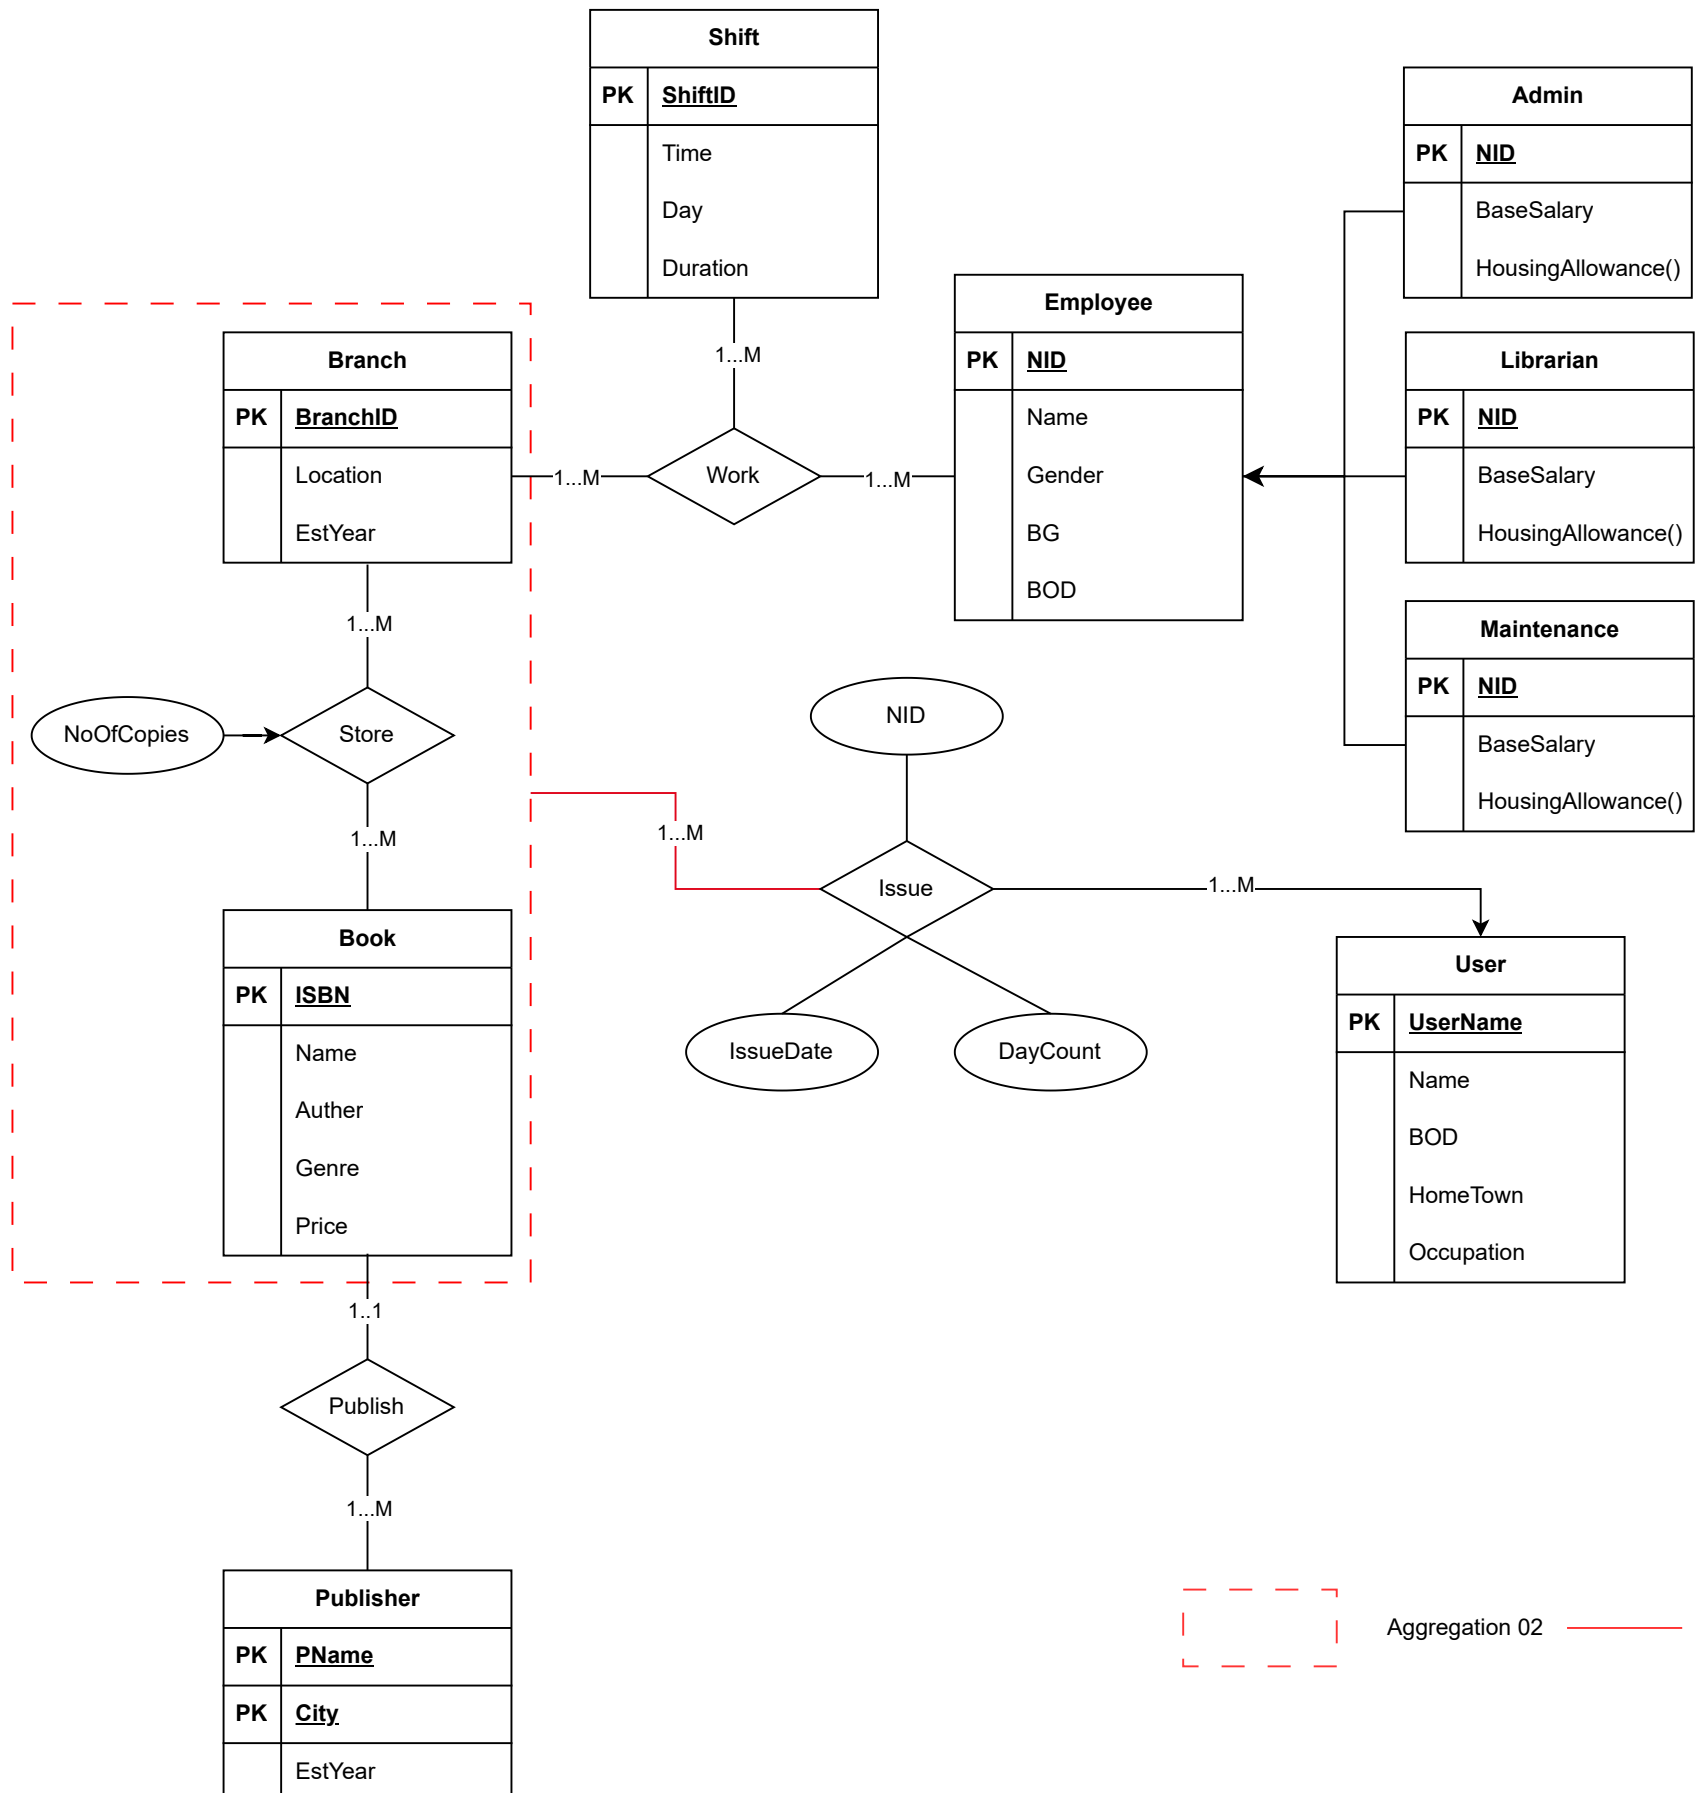 Shift
PK ShiftID
Time
Day
Duration
Admin
PK NID
BaseSalary
HousingAllowance()
Employee
PK NID
Name
Gender
BG
BOD
Branch
PK BranchID
Location
EstYear
Librarian
PK NID
BaseSalary
HousingAllowance()
1...M
1...M
Work
1...M
Maintenance
PK NID
BaseSalary
HousingAllowance()
1...M
NoOfCopies
Store
1...M
NID
1...M
Issue
1...M
IssueDate
DayCount
Book
PK ISBN
Name
Auther
Genre
Price
User
PK UserName
Name
BOD
HomeTown
Occupation
1..1
Publish
1...M
Publisher
PK PName
PK City
EstYear
Aggregation 02